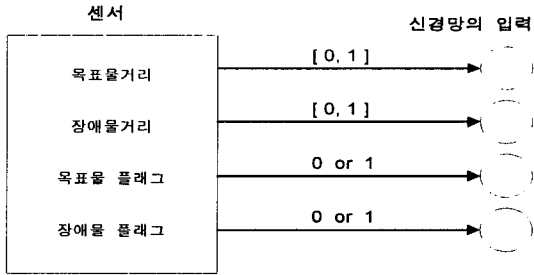 센서
신경망의 입력
목표물거리
[ 0, 1 ]
장애물거리
[ 0, 1 ]
목표물 플래그
0 or 1
장애물 플래그
0 or 1